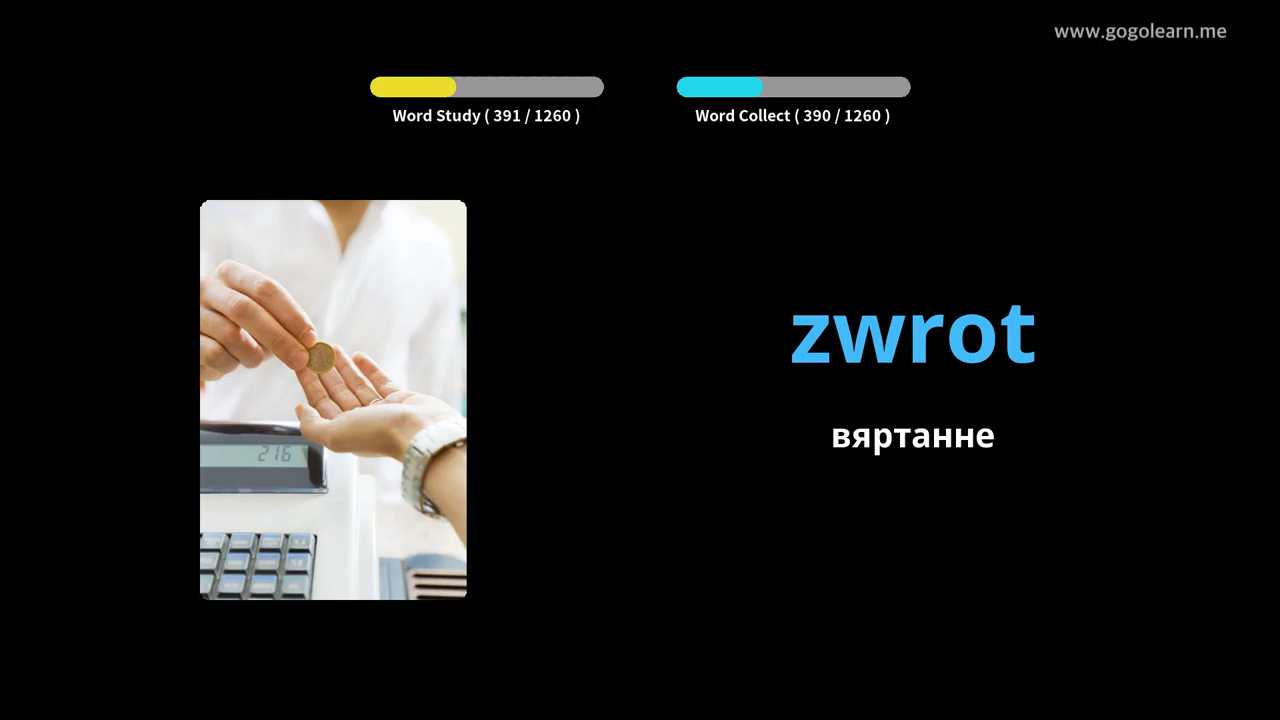 www.gogolearn.me
Word Study ( 391 / 1260 )
Word Collect ( 390 / 1260 )
216
zwrot
вяртанне